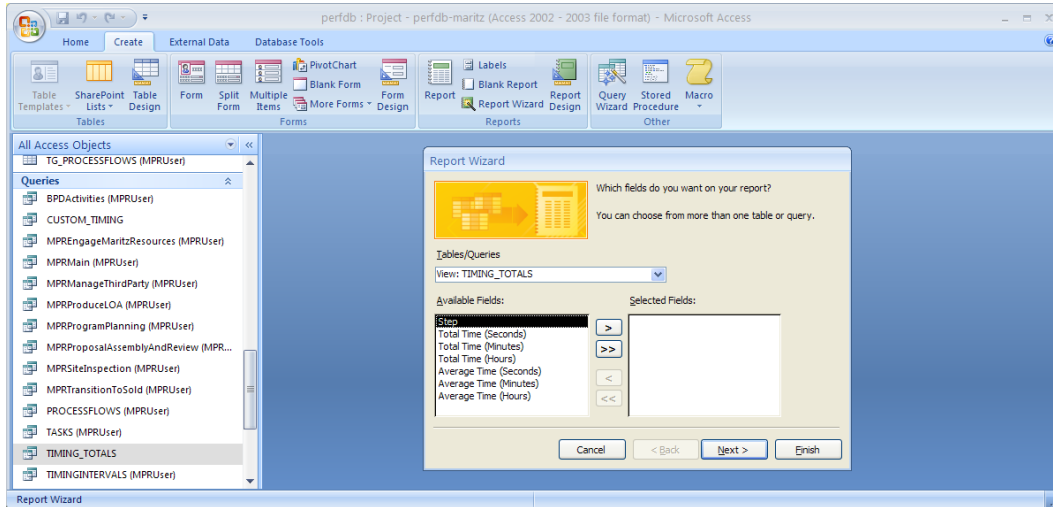 perfdb : Project - perfdb-maritz (Access 2002 - 2003 file format) - Microsoft Access
Home Create External Data Database Tools
Table Templates
SharePoint Lists
Table Design
Tables
Form
Split Form
Multiple Items
PivotChart
Blank Form
More Forms
Form Design
Forms
Report
Labels
Blank Report
Report Wizard
Report Design
Reports
Query Wizard
Stored Procedure
Macro
Other
All Access Objects
TG_PROCESSFLOWS (MPRUser)
Queries
BPDActivities (MPRUser)
CUSTOM_TIMING
MPREngageMaritzResources (MPRUser)
MPRMain (MPRUser)
MPRManageThirdParty (MPRUser)
MPRProduceLOA (MPRUser)
MPRProgramPlanning (MPRUser)
MPRProposalAssemblyAndReview (MPR...
MPRSiteInspection (MPRUser)
MPRTransitionToSold (MPRUser)
PROCESSFLOWS (MPRUser)
TASKS (MPRUser)
TIMING_TOTALS
TIMINGINTERVALS (MPRUser)
Report Wizard
Which fields do you want on your report?
You can choose from more than one table or query.
Tables/Queries
View: TIMING_TOTALS
Available Fields:
Selected Fields:
Step
Total Time (Seconds)
Total Time (Minutes)
Total Time (Hours)
Average Time (Seconds)
Average Time (Minutes)
Average Time (Hours)
>
>>
<
<<
Cancel < Back Next > Finish
Report Wizard